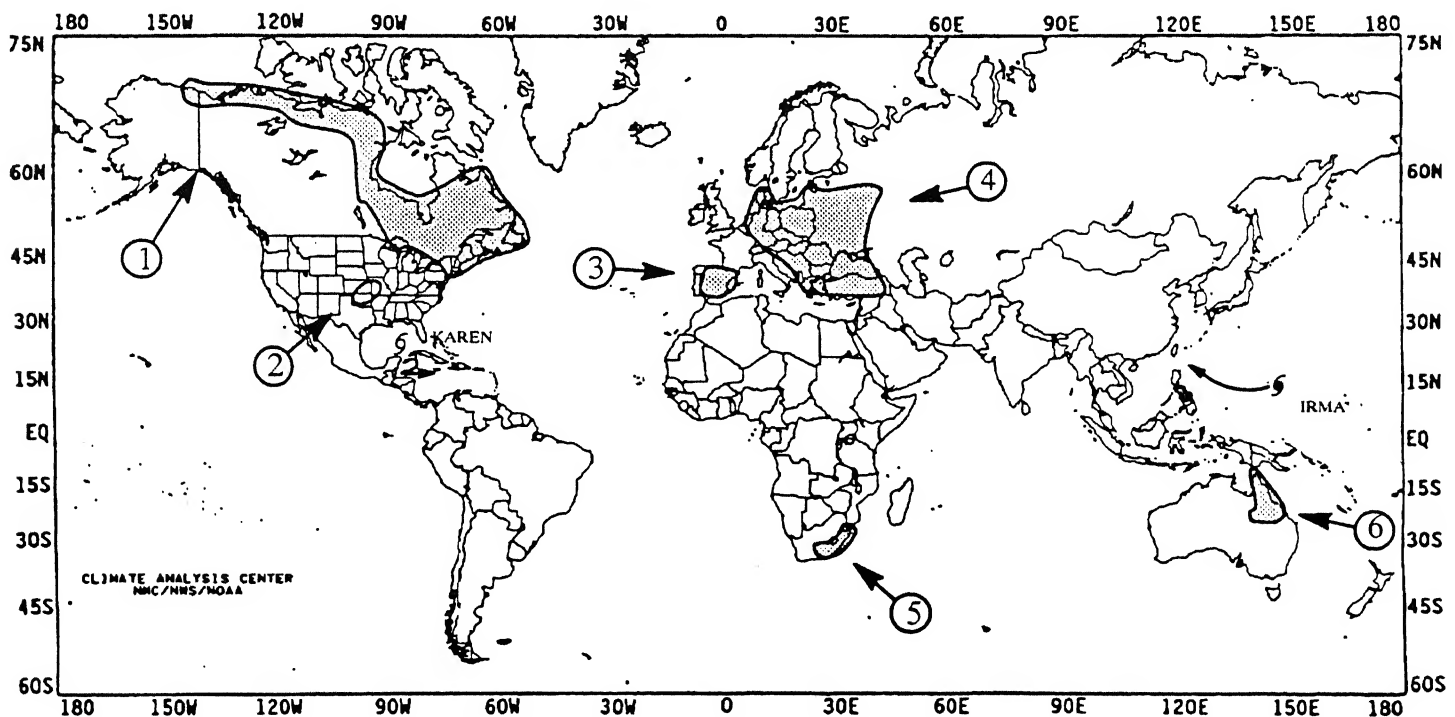 180 150W 120W 90W 60W 30W 0 30E 60E 90E 120E 150E 180
75N 75N
60N 60N
4
1
45N 45N
3
30N 30N
KAREN
2
15N 15N
IRMA
EQ EQ
15S 15S
6
30S 30S
CLIMATE ANALYSIS CENTER
NMC/NWS/NOAA
45S 45S
5
60S 60S
180 150W 120W 90W 60W 30W 0 30E 60E 90E 120E 150E 180